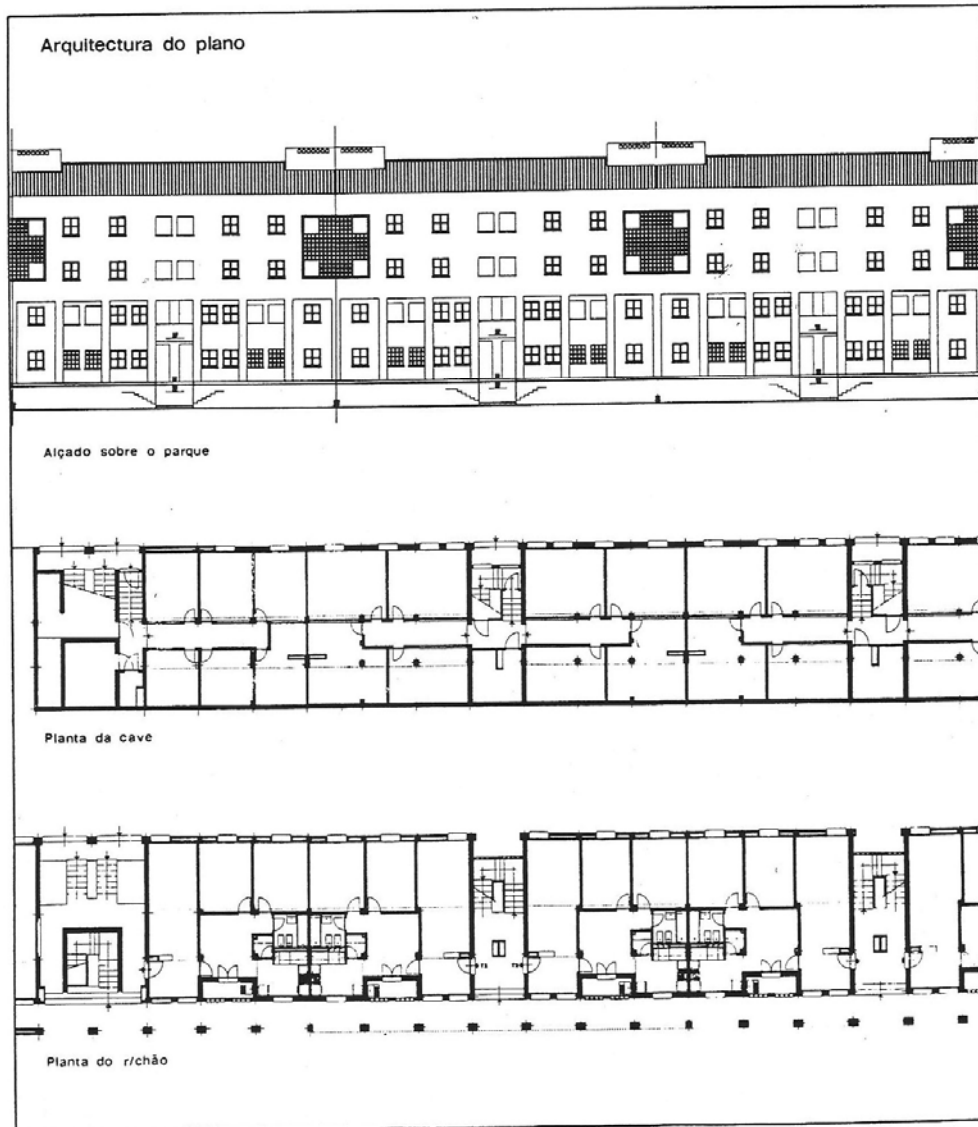 Arquitectura do plano
Alçado sobre o parque
Planta da cave
Planta do r/chão